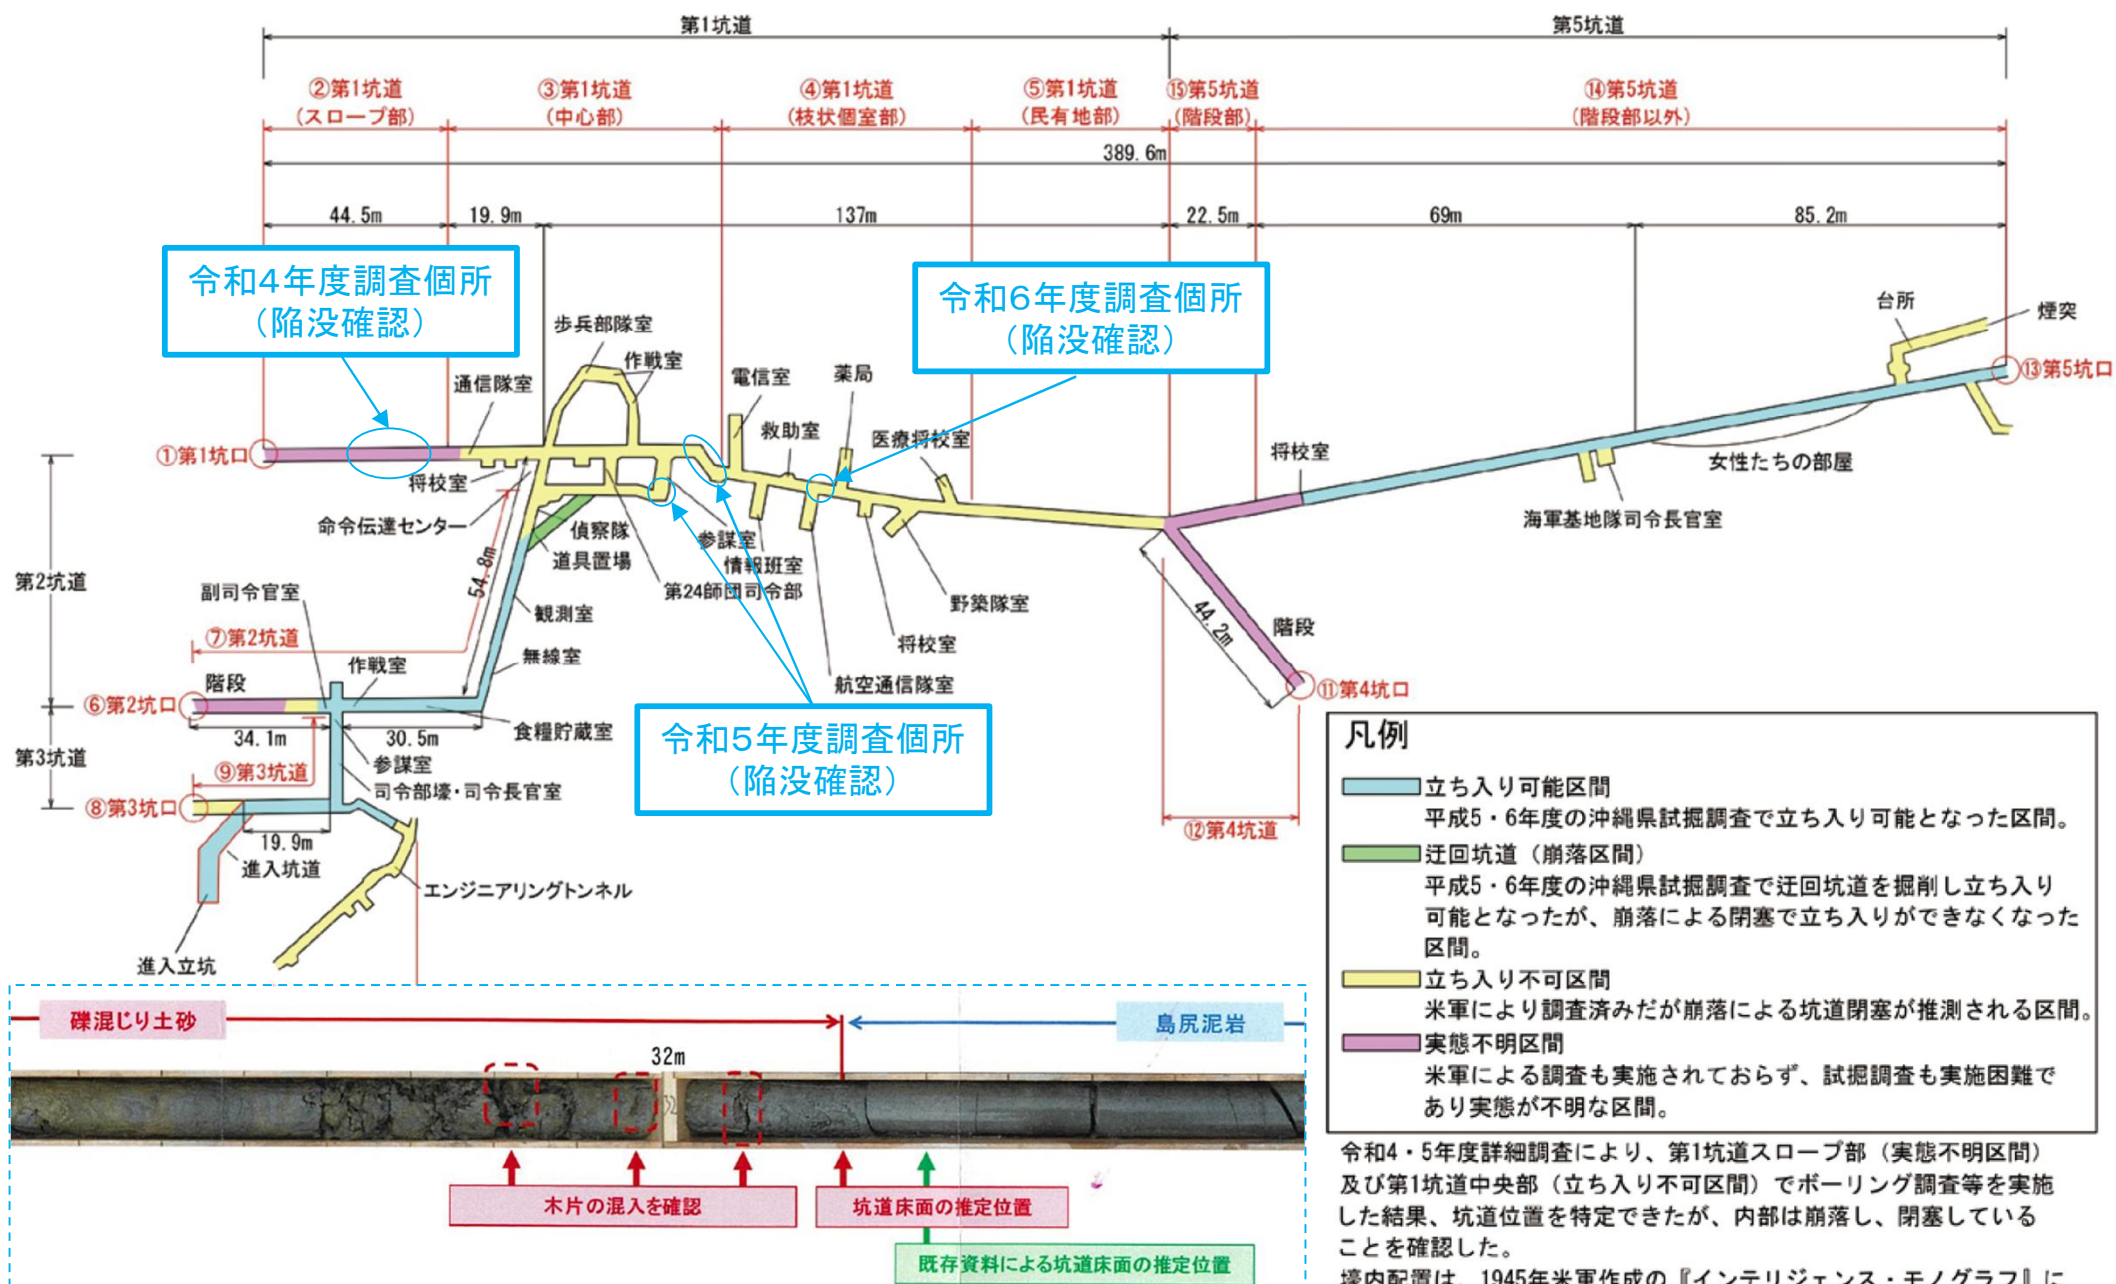 第1坑道
第5坑道
②第1坑道
(スロープ部)
③第1坑道
(中心部)
④第1坑道
(枝状個室部)
⑤第1坑道
(民有地部)
⑮第5坑道
(階段部)
⑭第5坑道
(階段部以外)
389.6m
44.5m
19.9m
137m
22.5m
69m
85.2m
令和4年度調査個所
（陥没確認）
令和6年度調査個所
（陥没確認）
歩兵部隊室
作戦室
通信隊室
電信室
薬局
救助室
医療将校室
台所
煙突
⑬第5坑口
①第1坑口
将校室
命令伝達センター
偵察隊
道具置場
参謀室
情報班室
第24師団司令部
将校室
女性たちの部屋
海軍基地隊司令長官室
野築隊室
将校室
航空通信隊室
44.2m
階段
⑪第4坑口
⑫第4坑道
第2坑道
54.8m
副司令官室
観測室
⑦第2坑道
無線室
作戦室
階段
⑥第2坑口
34.1m
30.5m
食糧貯蔵室
第3坑道
参謀室
⑨第3坑道
司令部壕・司令長官室
⑧第3坑口
19.9m
進入坑道
エンジニアリングトンネル
進入立坑
令和5年度調査個所
（陥没確認）
凡例
立ち入り可能区間
平成5・6年度の沖縄県試掘調査で立ち入り可能となった区間。
迂回坑道（崩落区間）
平成5・6年度の沖縄県試掘調査で迂回坑道を掘削し立ち入り
可能となったが、崩落による閉塞で立ち入りができなくなった
区間。
立ち入り不可区間
米軍により調査済みだが崩落による坑道閉塞が推測される区間。
実態不明区間
米軍による調査も実施されておらず、試掘調査も実施困難で
あり実態が不明な区間。
礫混じり土砂
島尻泥岩
32m
32
木片の混入を確認
坑道床面の推定位置
既存資料による坑道床面の推定位置
令和4・5年度詳細調査により、第1坑道スロープ部（実態不明区間）
及び第1坑道中央部（立ち入り不可区間）でボーリング調査等を実施
した結果、坑道位置を特定できたが、内部は崩落し、閉塞している
ことを確認した。
壕内配置は、1945年米軍作成の『インテリジェンス・モノグラフ』に